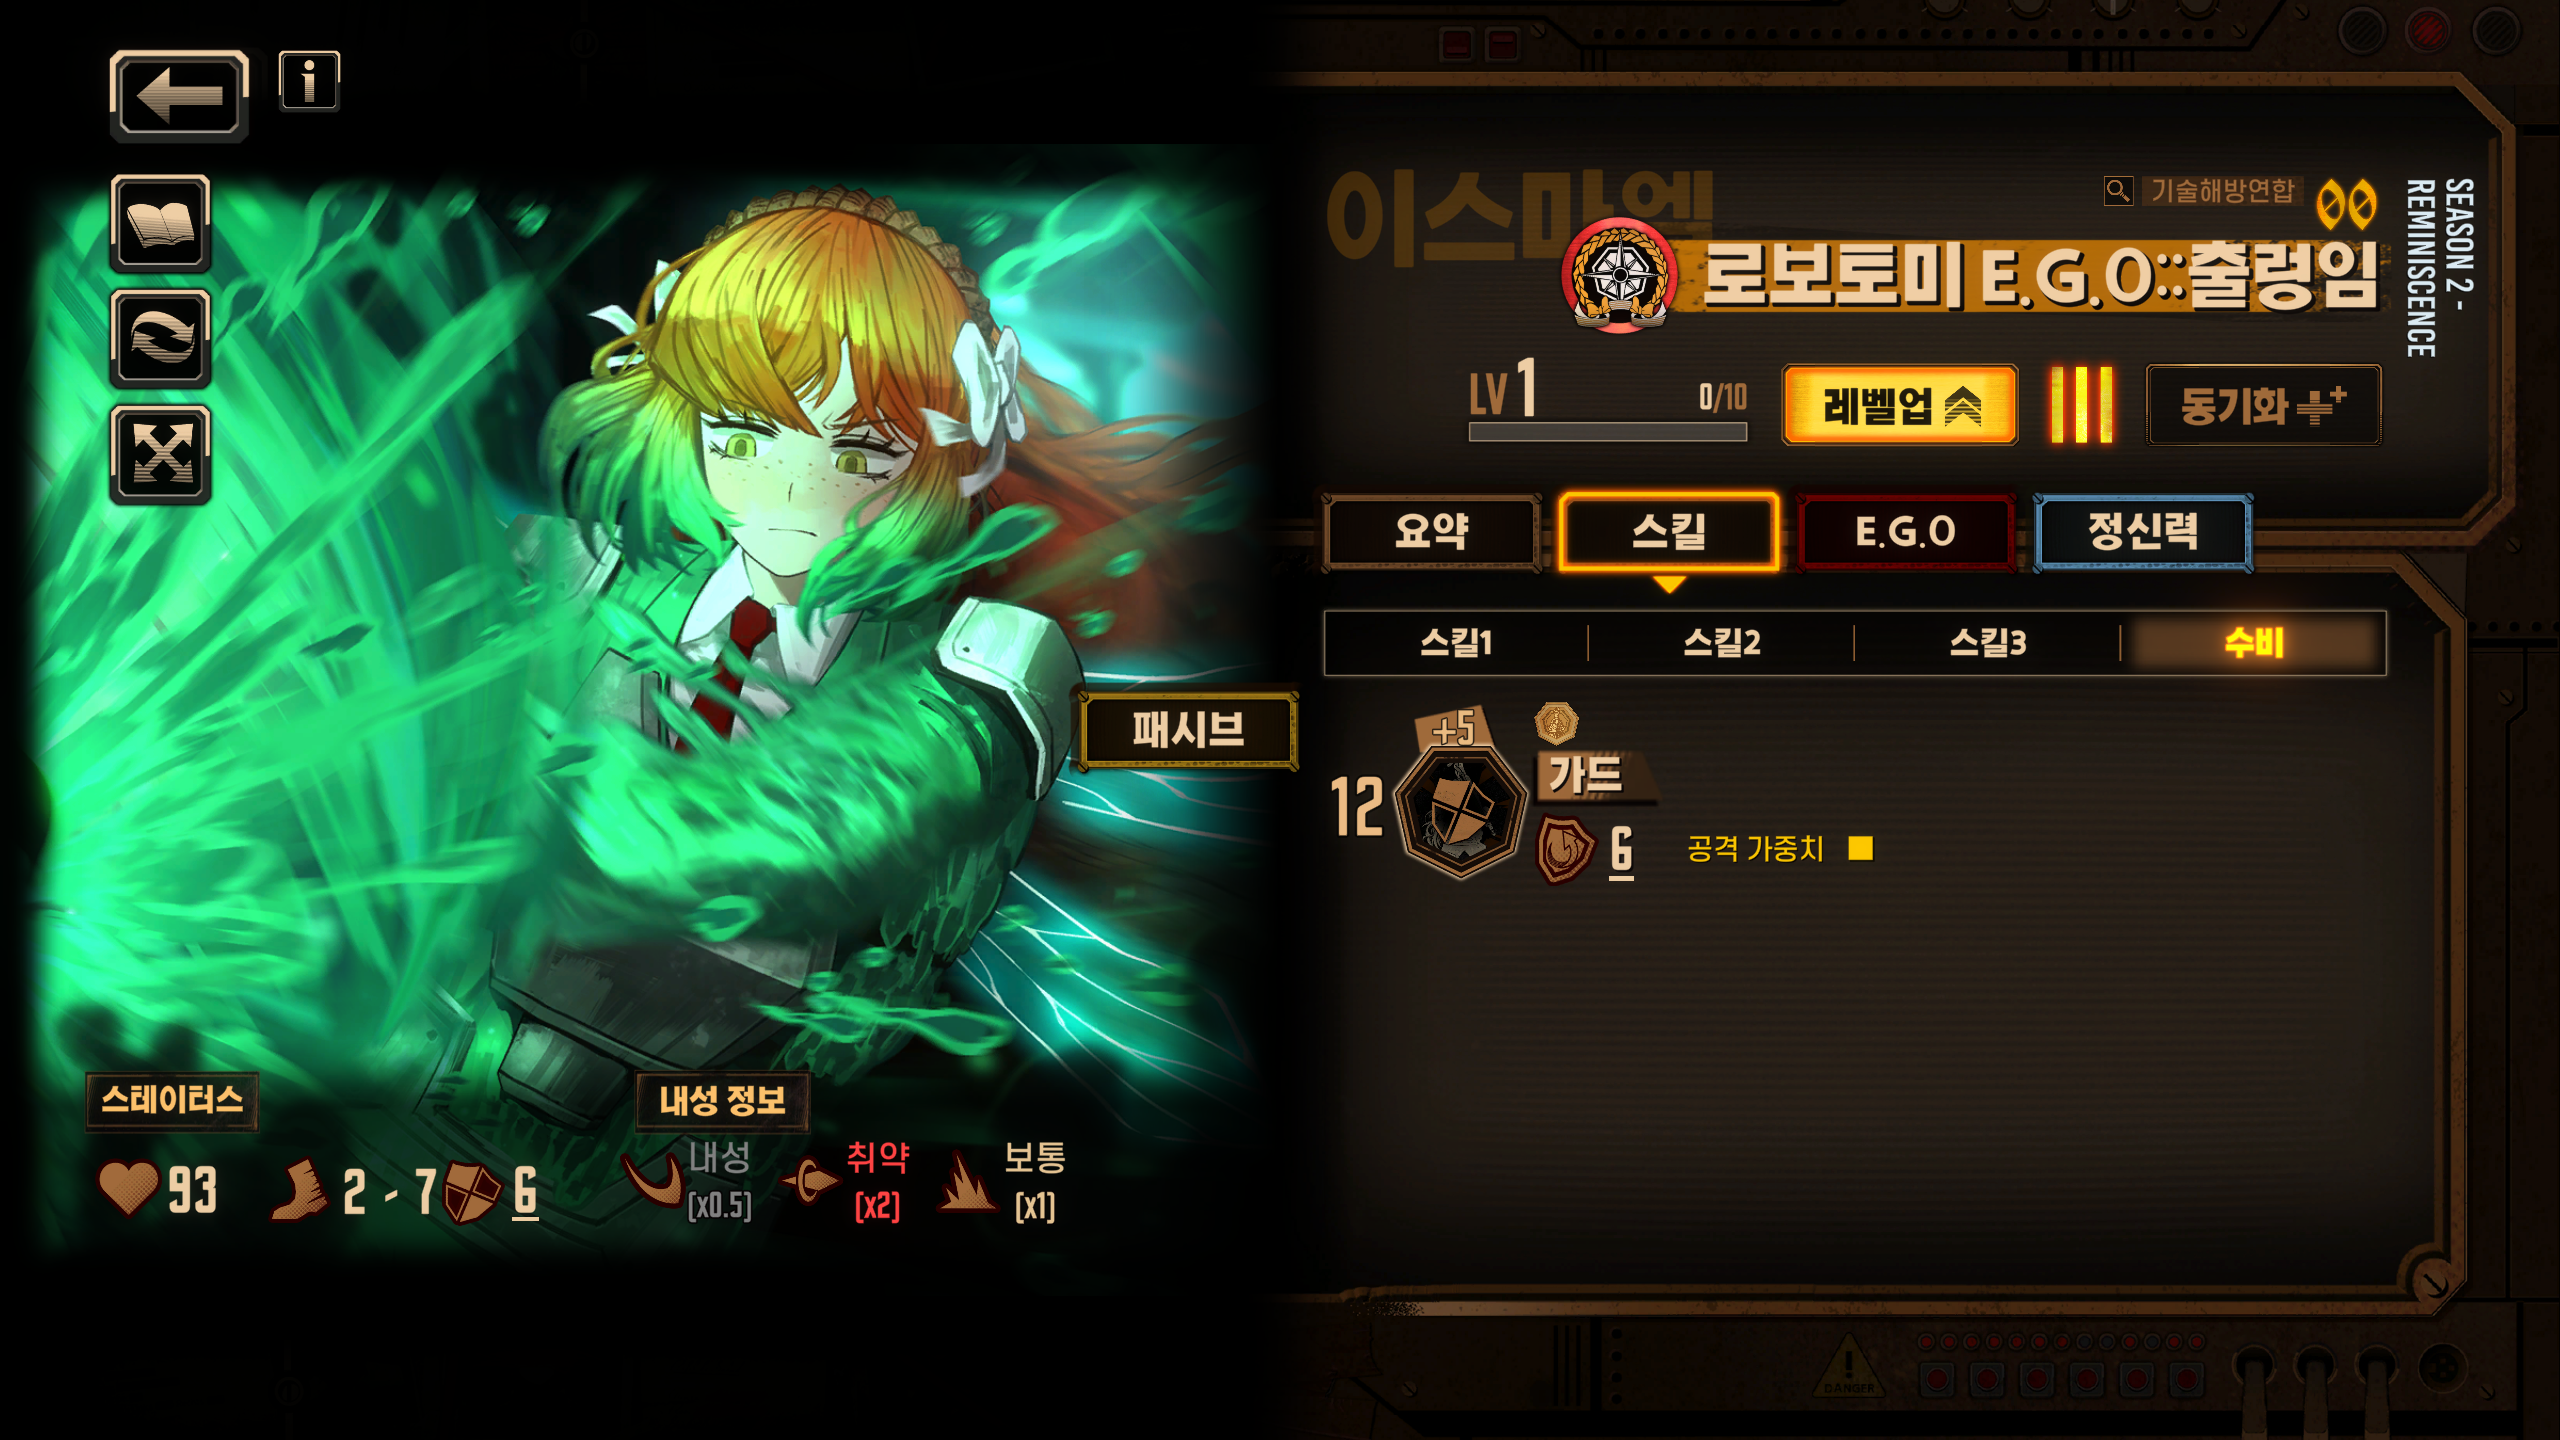 이스마엘
기술해방연합
로보토미 E.G.O::출렁임
SEASON 2 -
REMINISCENCE
LV 1
0/10
레벨업
동기화
요약
스킬
E.G.O
정신력
스킬1
스킬2
스킬3
수비
패시브
+5
12
가드
6
공격 가중치
스테이터스
93
2 - 7
6
내성 정보
내성
[x0.5]
취약
[x2]
보통
[x1]
DANGER